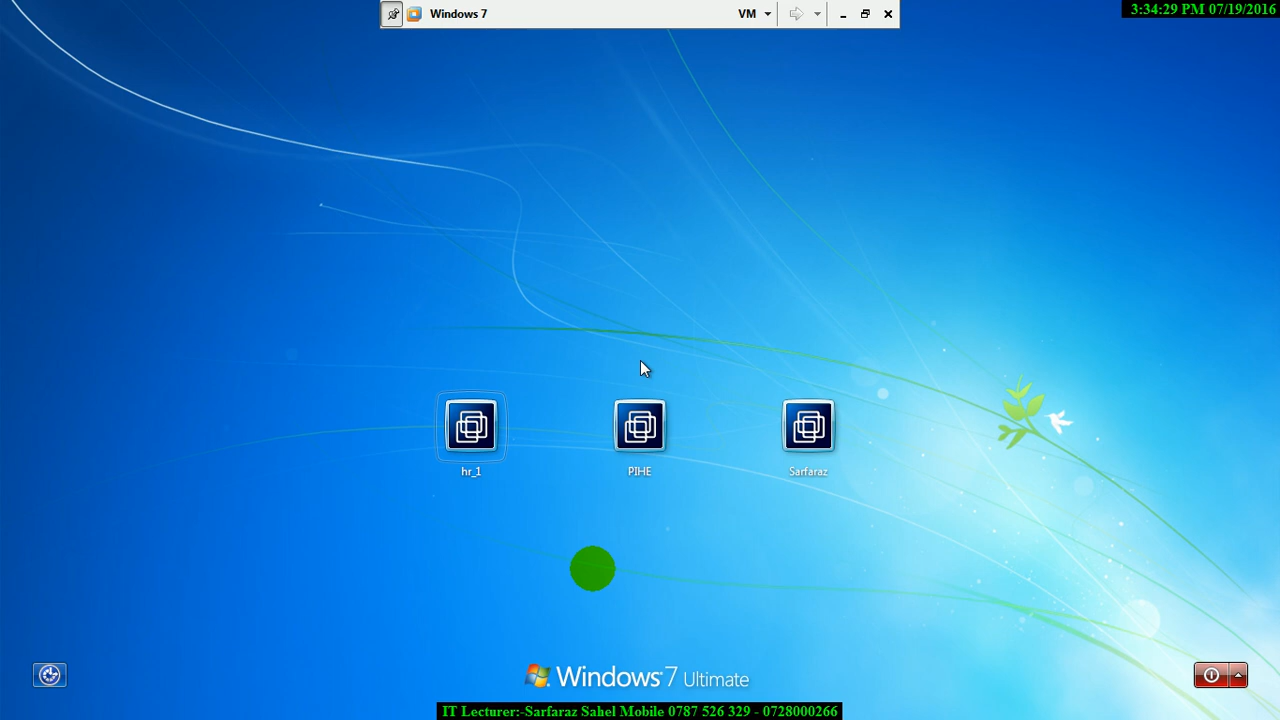 Windows 7
VM
3:34:29 PM 07/19/2016
hr_1
PIHE
Sarfaraz
Windows 7 Ultimate
IT Lecturer:-Sarfaraz Sahel Mobile 0787 526 329 - 0728000266